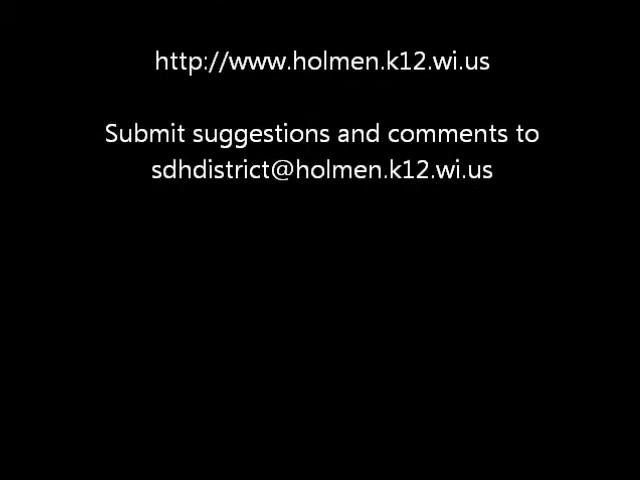 http://www.holmen.k12.wi.us
Submit suggestions and comments to
sdhdistrict@holmen.k12.wi.us